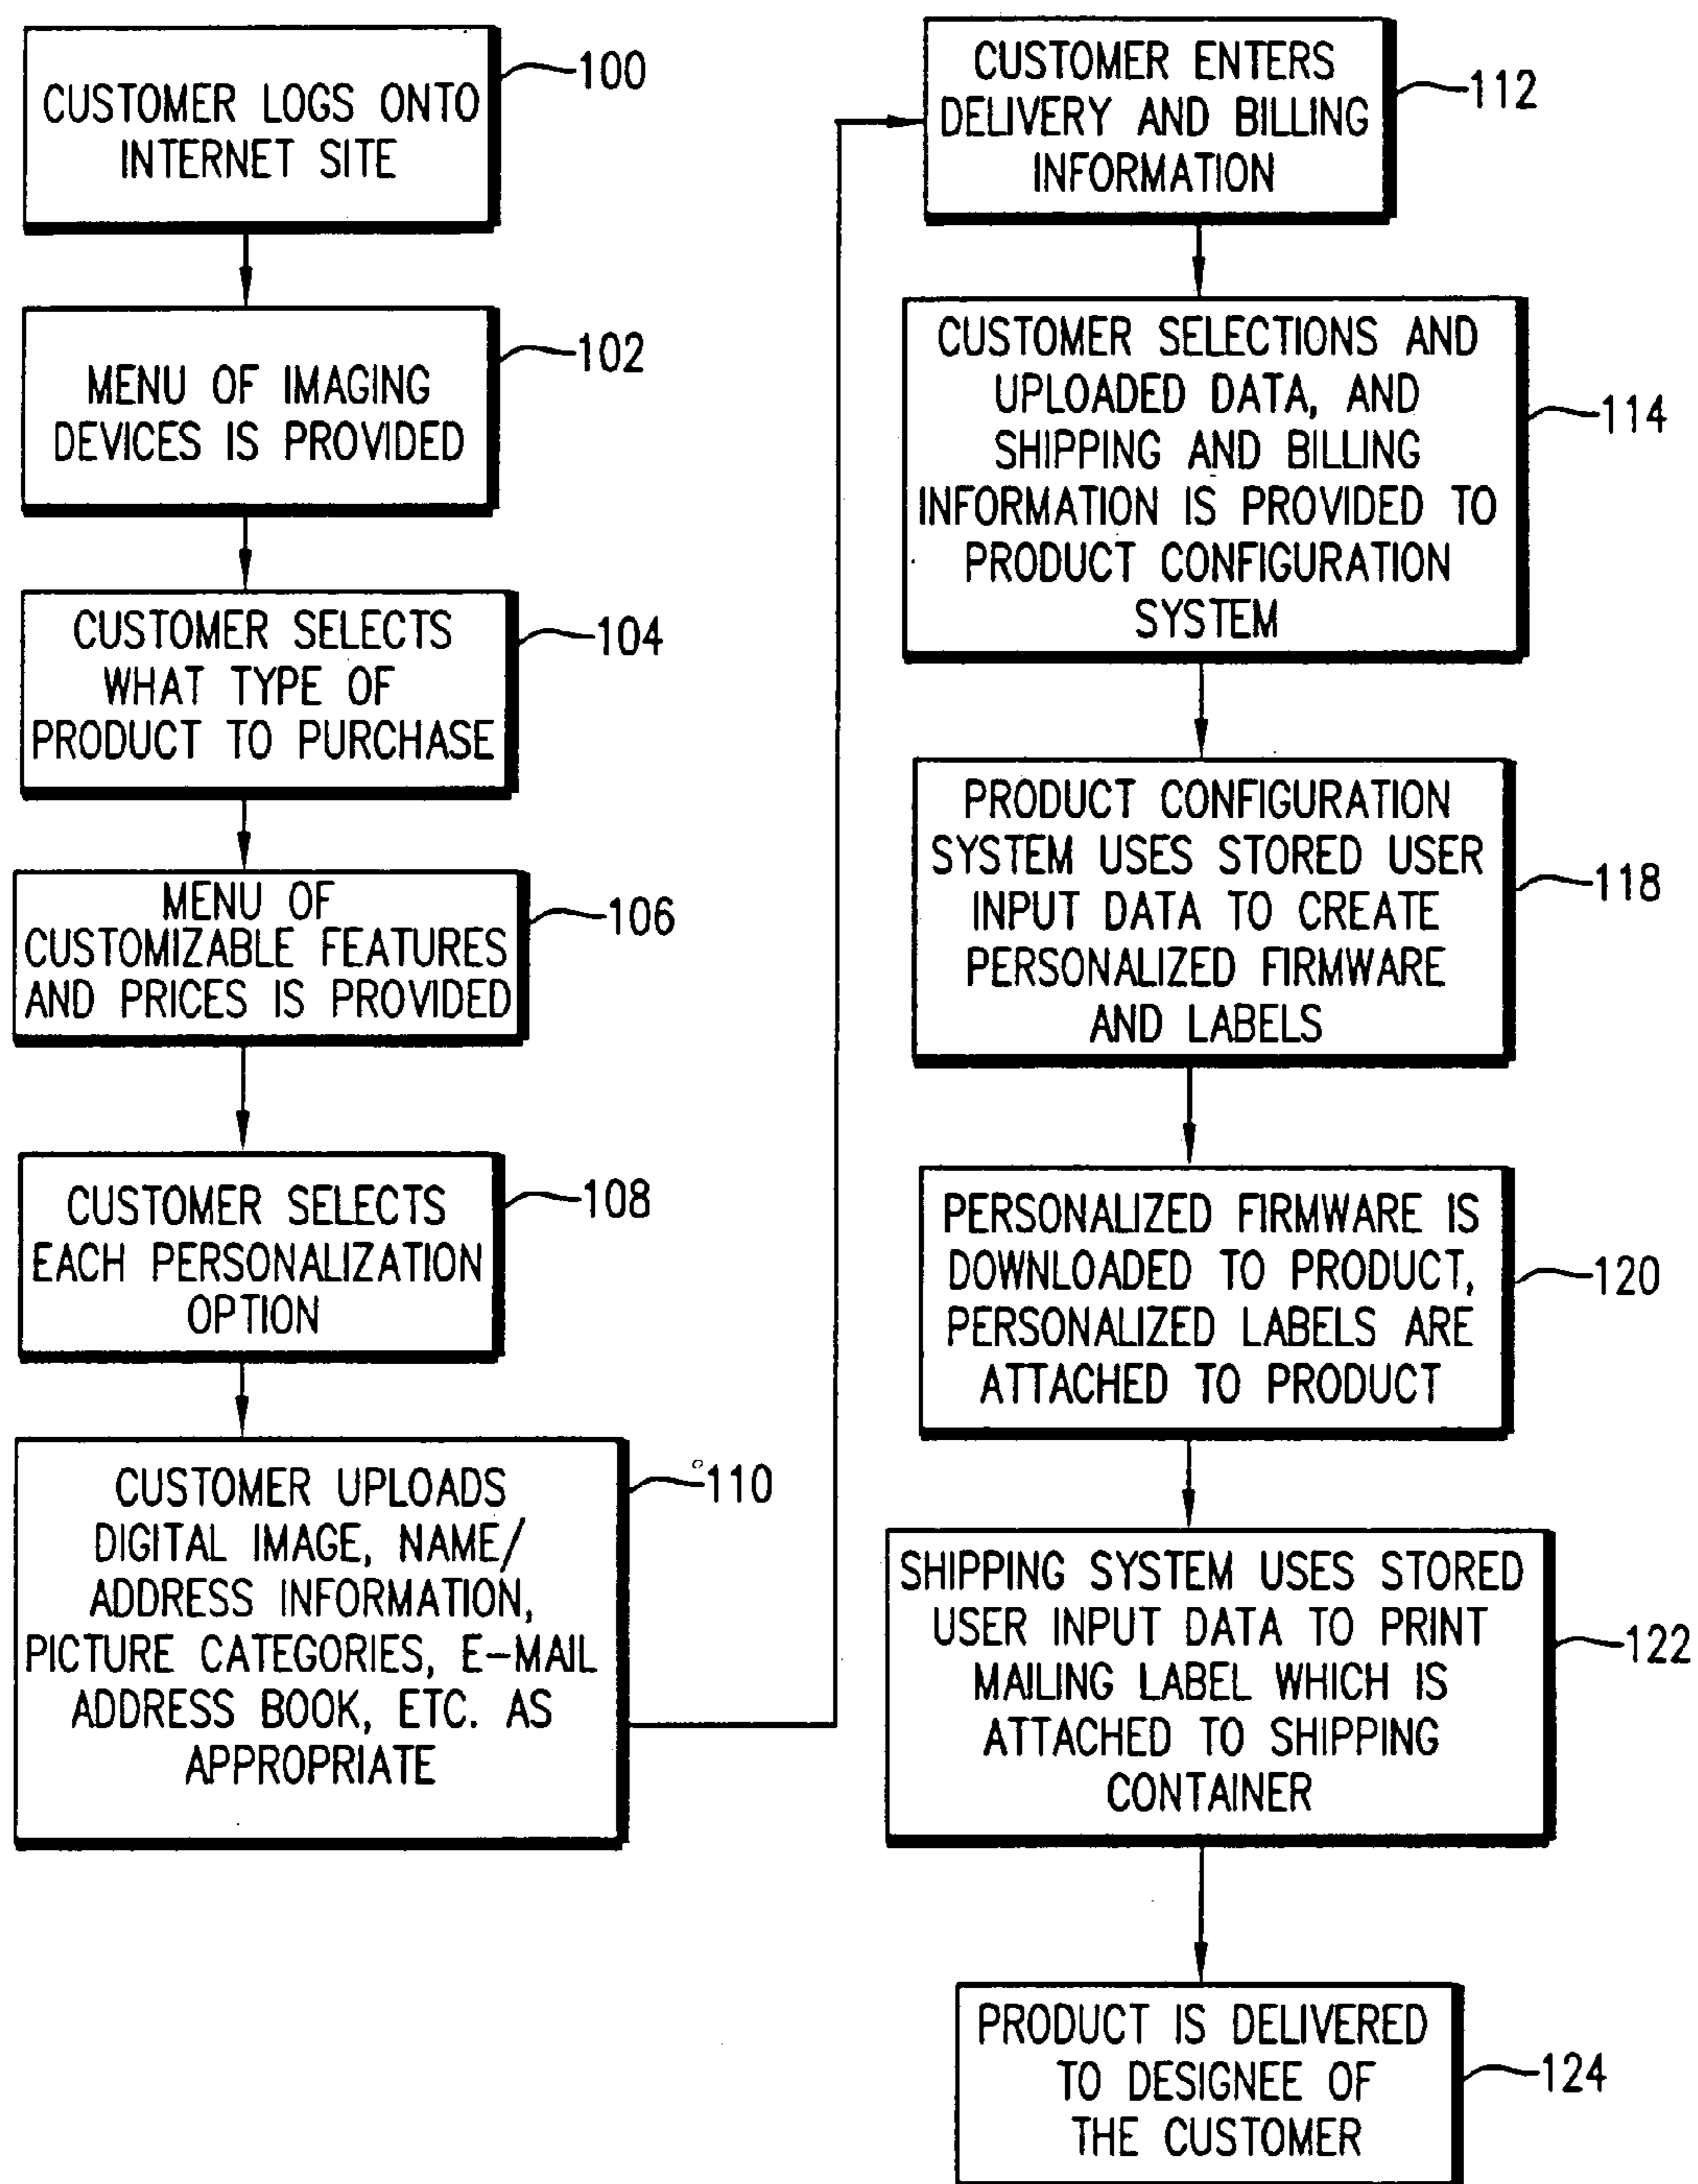 CUSTOMER LOGS ONTO
INTERNET SITE
100
MENU OF IMAGING
DEVICES IS PROVIDED
102
CUSTOMER SELECTS
WHAT TYPE OF
PRODUCT TO PURCHASE
104
MENU OF
CUSTOMIZABLE FEATURES
AND PRICES IS PROVIDED
106
CUSTOMER SELECTS
EACH PERSONALIZATION
OPTION
108
CUSTOMER UPLOADS
DIGITAL IMAGE, NAME/
ADDRESS INFORMATION,
PICTURE CATEGORIES, E-MAIL
ADDRESS BOOK, ETC. AS
APPROPRIATE
110
CUSTOMER ENTERS
DELIVERY AND BILLING
INFORMATION
112
CUSTOMER SELECTIONS AND
UPLOADED DATA, AND
SHIPPING AND BILLING
INFORMATION IS PROVIDED TO
PRODUCT CONFIGURATION
SYSTEM
114
PRODUCT CONFIGURATION
SYSTEM USES STORED USER
INPUT DATA TO CREATE
PERSONALIZED FIRMWARE
AND LABELS
118
PERSONALIZED FIRMWARE IS
DOWNLOADED TO PRODUCT,
PERSONALIZED LABELS ARE
ATTACHED TO PRODUCT
120
SHIPPING SYSTEM USES STORED
USER INPUT DATA TO PRINT
MAILING LABEL WHICH IS
ATTACHED TO SHIPPING
CONTAINER
122
PRODUCT IS DELIVERED
TO DESIGNEE OF
THE CUSTOMER
124